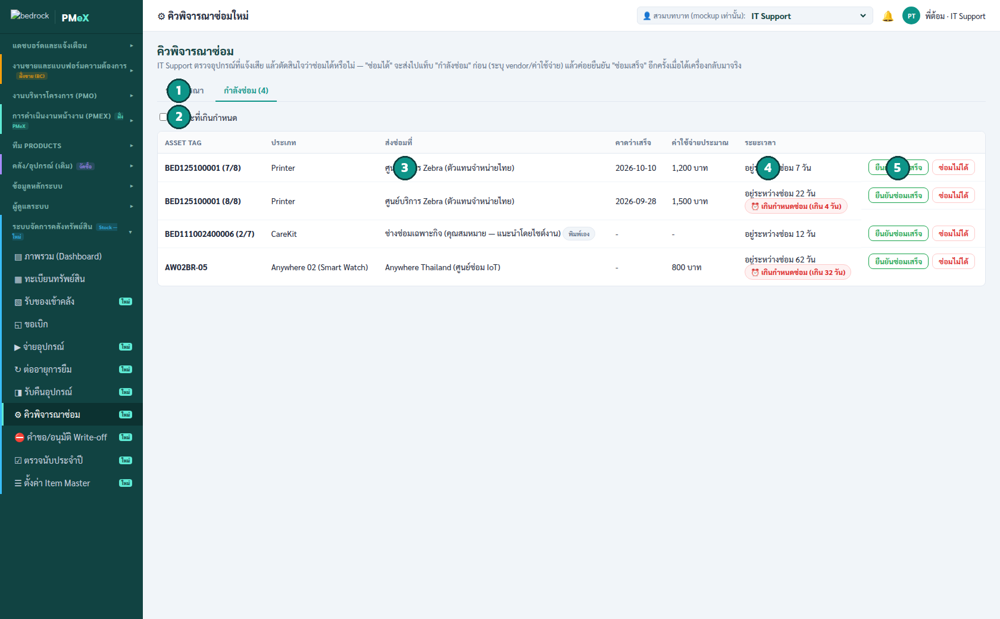 bedrock PMeX
แดชบอร์ดและแจ้งเตือน
งานขายและแบบฟอร์มความต้องการ
ฝั่งขาย (BC)
งานบริหารโครงการ (PMO)
การดำเนินงานหน้างาน (PMEX) ฝั่ง
PMeX
ทีม PRODUCTS
คลัง/อุปกรณ์ (เดิม) จัดซื้อ
ข้อมูลหลักระบบ
ผู้ดูแลระบบ
ระบบจัดการคลังทรัพย์สิน Stock —
ใหม่
ภาพรวม (Dashboard)
ทะเบียนทรัพย์สิน
รับของเข้าคลัง ใหม่
ขอเบิก
จ่ายอุปกรณ์ ใหม่
ต่ออายุการยืม ใหม่
รับคืนอุปกรณ์ ใหม่
คิวพิจารณาซ่อม ใหม่
คำขอ/อนุมัติ Write-off ใหม่
ตรวจนับประจำปี ใหม่
ตั้งค่า Item Master ใหม่
คิวพิจารณาซ่อมใหม่
สวมบทบาท (mockup เท่านั้น): IT Support
PT พี่ต้อม · IT Support
คิวพิจารณาซ่อม
IT Support ตรวจอุปกรณ์ที่แจ้งเสีย แล้วตัดสินใจว่าซ่อมได้หรือไม่ — "ซ่อมได้" จะส่งไปแท็บ "กำลังซ่อม" ก่อน (ระบุ vendor/ค่าใช้จ่าย) แล้วค่อยยืนยัน "ซ่อมเสร็จ" อีกครั้งเมื่อได้เครื่องกลับมาจริง
1 กำลังซ่อม (4)
2 ที่เกินกำหนด
ASSET TAG ประเภท ส่งซ่อมที่ คาดว่าเสร็จ ค่าใช้จ่ายประมาณ ระยะเวลา
BED125100001 (7/8) Printer 3 Zebra (ตัวแทนจำหน่ายไทย) 2026-10-10 1,200 บาท 4 ซ่อม 7 วัน 5 ซ่อมไม่ได้
BED125100001 (8/8) Printer ศูนย์บริการ Zebra (ตัวแทนจำหน่ายไทย) 2026-09-28 1,500 บาท อยู่ระหว่างซ่อม 22 วัน ยืนยันซ่อมเสร็จ ซ่อมไม่ได้
⏰ เกินกำหนดซ่อม (เกิน 4 วัน)
BED111002400006 (2/7) CareKit ช่างซ่อมเฉพาะกิจ (คุณสมหมาย — แนะนำโดยไซต์งาน) พิมพ์เอง - - อยู่ระหว่างซ่อม 12 วัน ยืนยันซ่อมเสร็จ ซ่อมไม่ได้
AW02BR-05 Anywhere 02 (Smart Watch) Anywhere Thailand (ศูนย์ซ่อม IoT) - 800 บาท อยู่ระหว่างซ่อม 62 วัน ยืนยันซ่อมเสร็จ ซ่อมไม่ได้
⏰ เกินกำหนดซ่อม (เกิน 32 วัน)